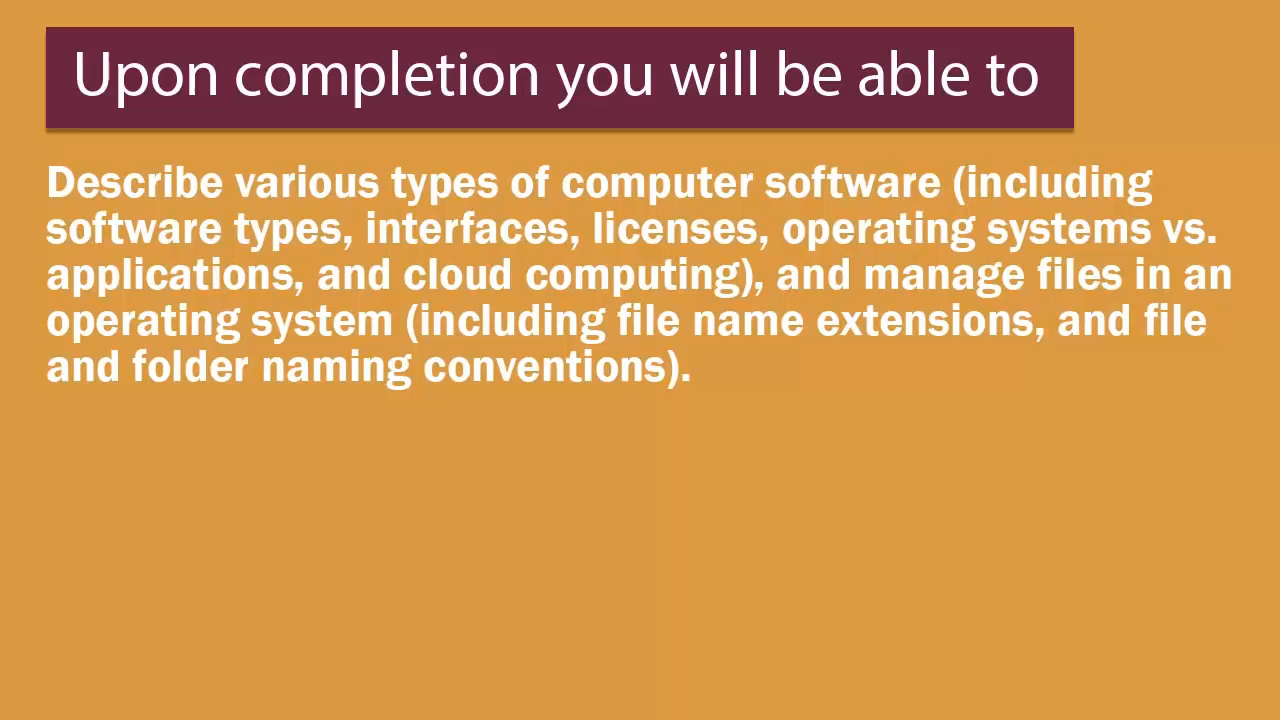 Upon completion you will be able to
Describe various types of computer software (including
software types, interfaces, licenses, operating systems vs.
applications, and cloud computing), and manage files in an
operating system (including file name extensions, and file
and folder naming conventions).